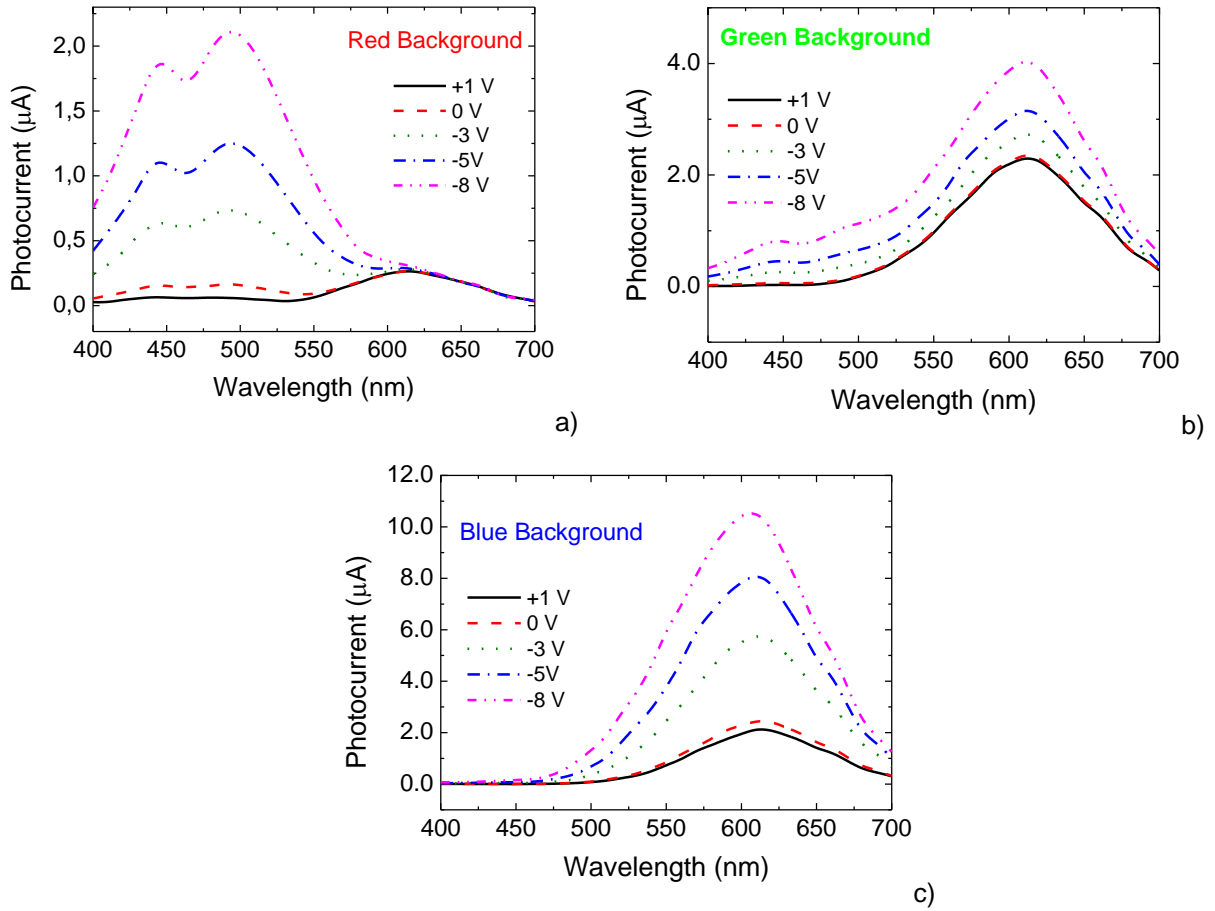 2,0
1,5
1,0
0,5
0,0
Photocurrent (µA)
Red Background
+1 V
0 V
-3 V
-5V
-8 V
400 450 500 550 600 650 700
Wavelength (nm)
a)
4.0
2.0
0.0
Photocurrent (µA)
Green Background
+1 V
0 V
-3 V
-5V
-8 V
400 450 500 550 600 650 700
Wavelength (nm)
b)
12.0
10.0
8.0
6.0
4.0
2.0
0.0
Photocurrent (µA)
Blue Background
+1 V
0 V
-3 V
-5V
-8 V
400 450 500 550 600 650 700
Wavelength (nm)
c)